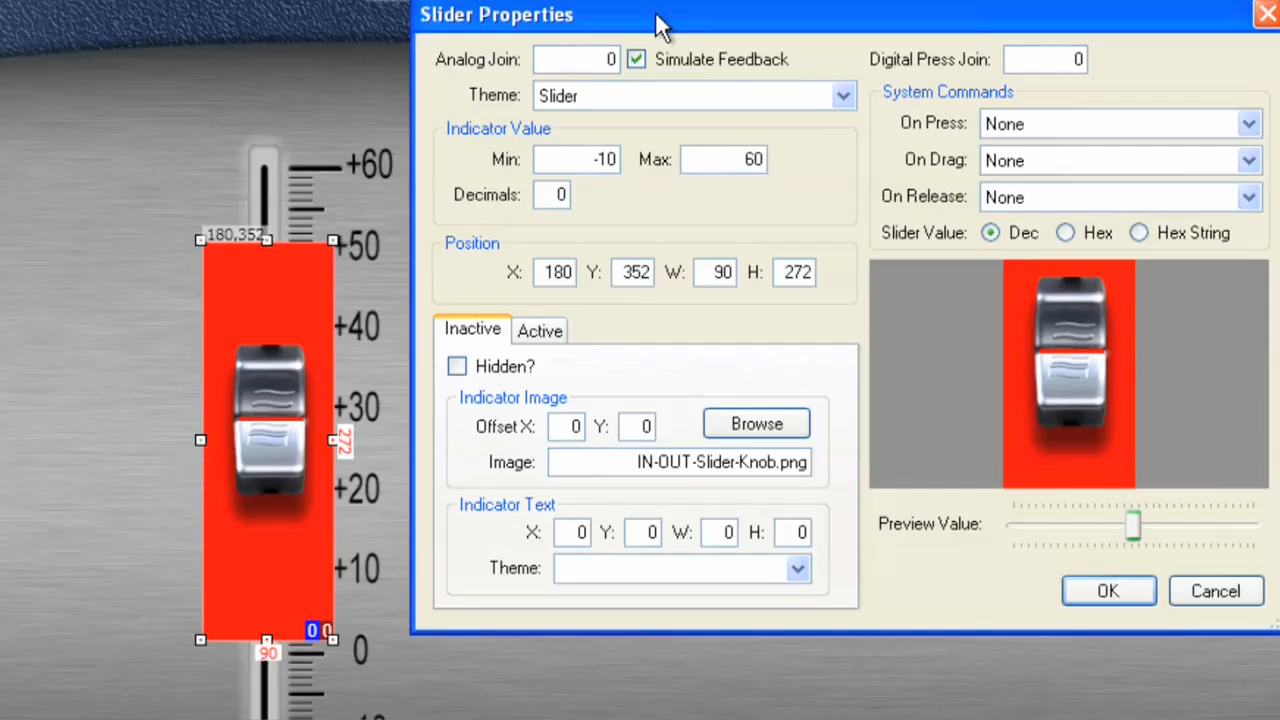 Slider Properties
Analog Join: 0 Simulate Feedback
Theme: Slider
Indicator Value
Min: -10 Max: 60
Decimals: 0
Position
X: 180 Y: 352 W: 90 H: 272
Inactive Active
Hidden?
Indicator Image
Offset X: 0 Y: 0 Browse
Image: IN-OUT-Slider-Knob.png
Indicator Text
X: 0 Y: 0 W: 0 H: 0
Theme:
Digital Press Join: 0
System Commands
On Press: None
On Drag: None
On Release: None
Slider Value: Dec Hex Hex String
Preview Value:
OK Cancel
+60
180,352
+50
+40
+30
272
+20
+10
0 0
90
0